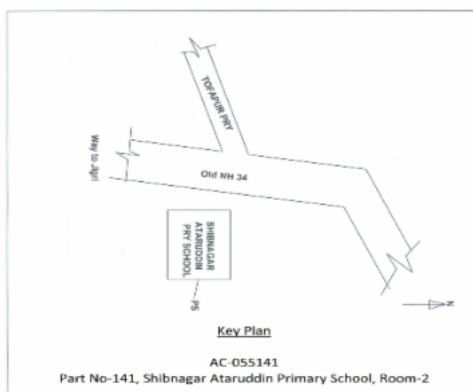 TOFAPUR PRY
Way to Jigri
Old NH 34
SHIBNAGAR
ATARUDDIN
PRY SCHOOL
PS
N
Key Plan
AC-055141
Part No-141, Shibnagar Ataruddin Primary School, Room-2